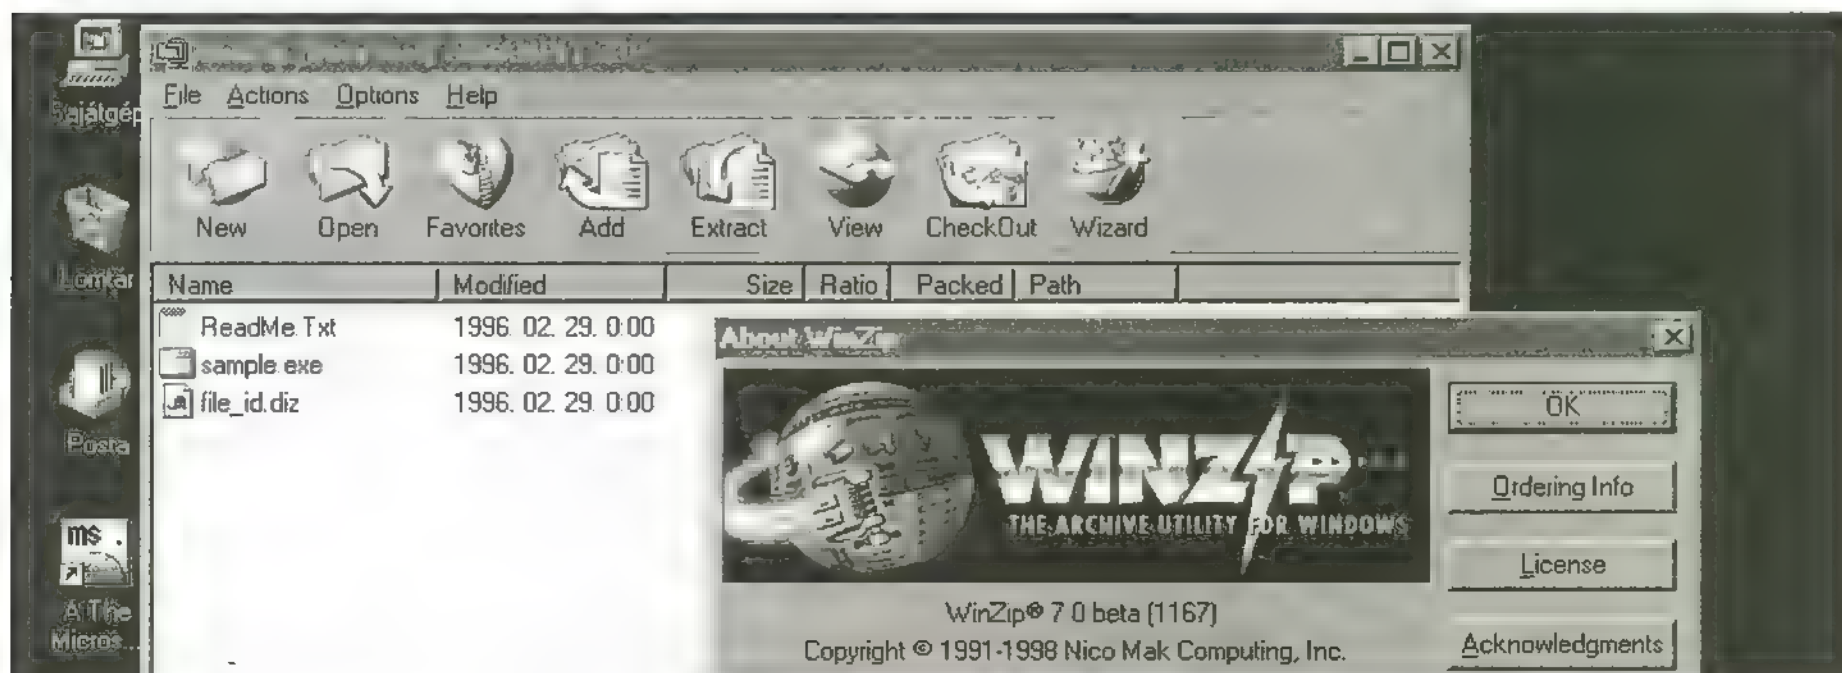 File Actions Options Help
New Open Favorites Add Extract View CheckOut Wizard
Name Modified Size Ratio Packed Path
ReadMe.Txt 1996. 02. 29. 0:00
sample.exe 1996. 02. 29. 0:00
file_id.diz 1996. 02. 29. 0:00
About WinZip
WINZIP
THE ARCHIVE UTILITY FOR WINDOWS
WinZip® 7.0 beta (1167)
Copyright © 1991-1998 Nico Mak Computing, Inc.
OK
Ordering Info
License
Acknowledgments
Posta
ms.
A The
Micros...